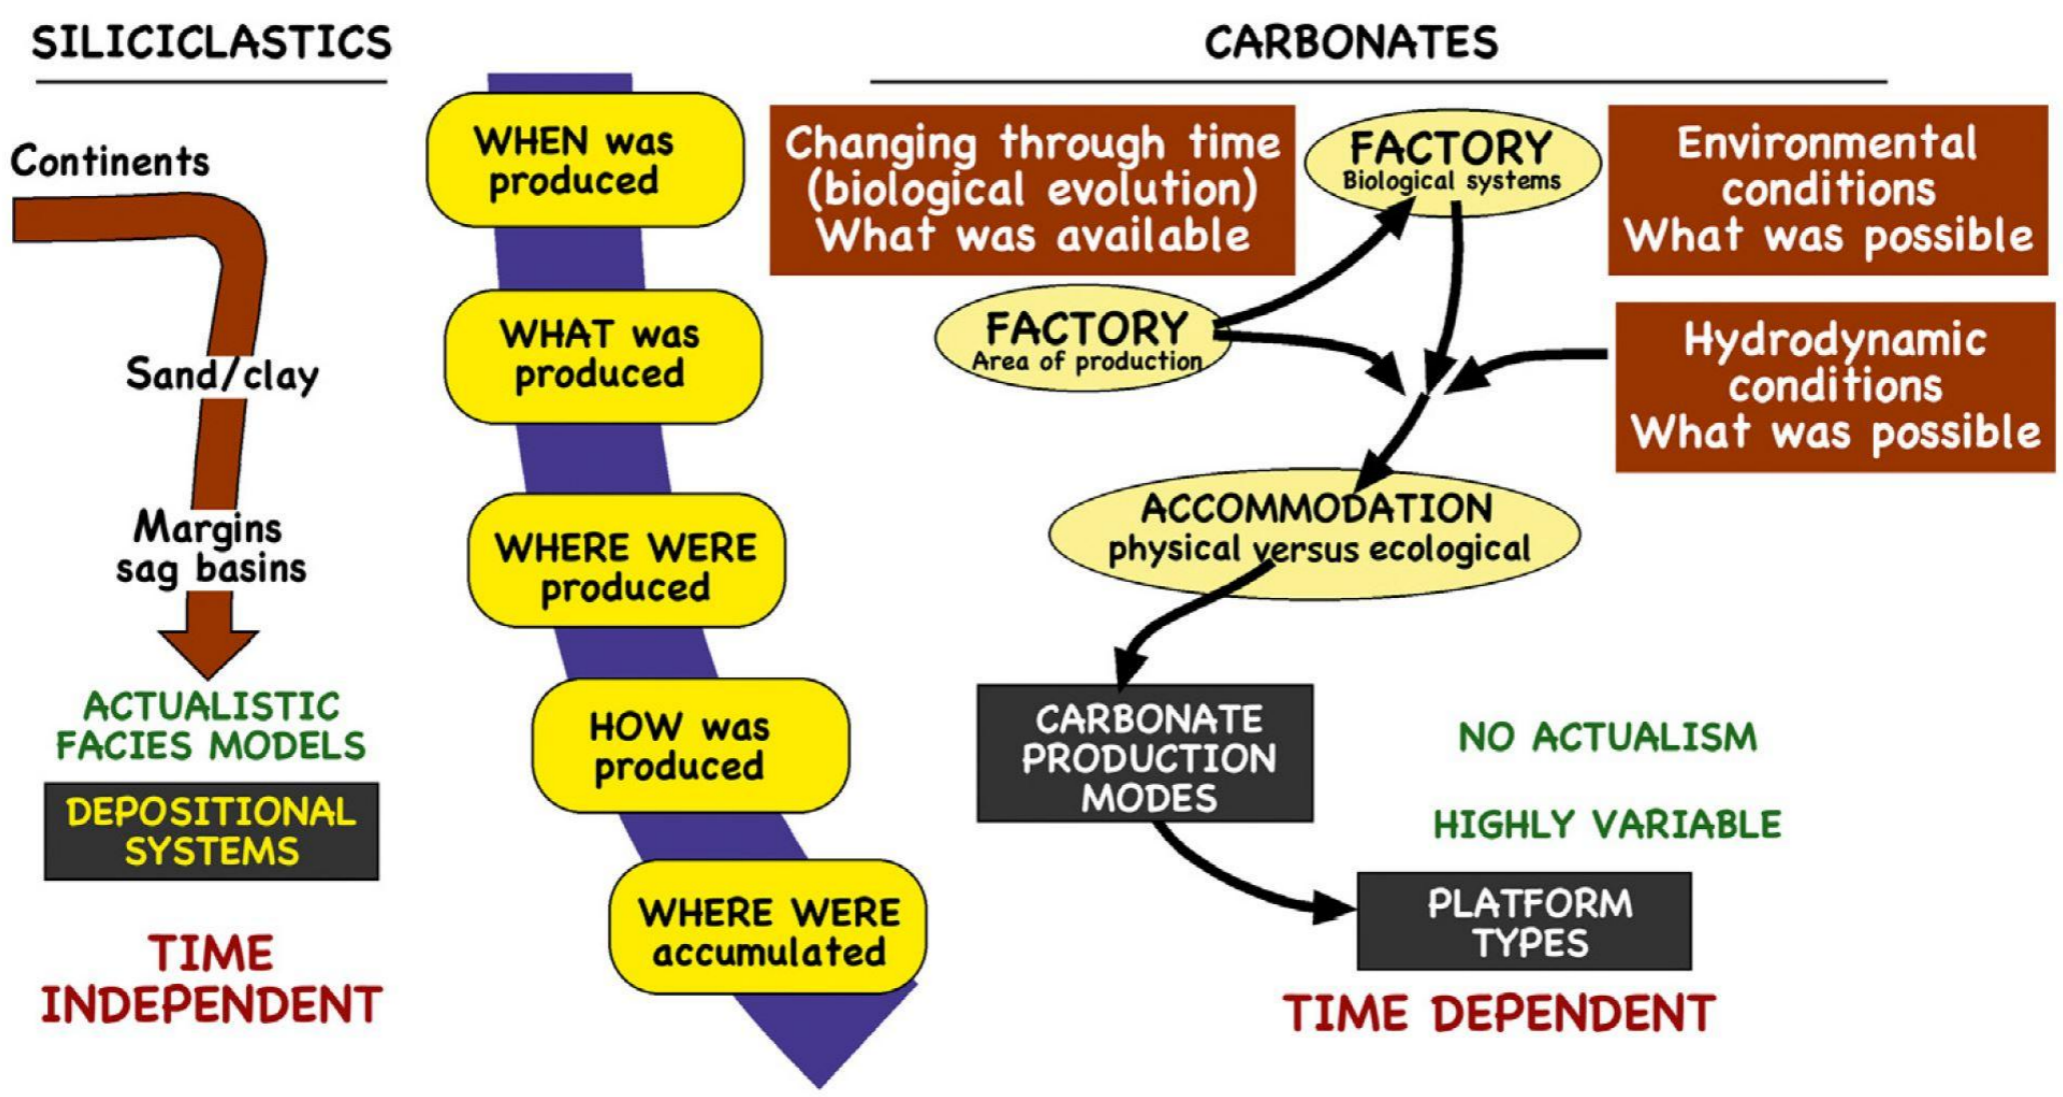 SILICICLASTICS
Continents
Sand/clay
Margins
sag basins
ACTUALISTIC
FACIES MODELS
DEPOSITIONAL
SYSTEMS
TIME
INDEPENDENT
WHEN was
produced
WHAT was
produced
WHERE WERE
produced
HOW was
produced
WHERE WERE
accumulated
CARBONATES
Changing through time
(biological evolution)
What was available
FACTORY
Biological systems
Environmental
conditions
What was possible
FACTORY
Area of production
Hydrodynamic
conditions
What was possible
ACCOMMODATION
physical versus ecological
CARBONATE
PRODUCTION
MODES
NO ACTUALISM
HIGHLY VARIABLE
PLATFORM
TYPES
TIME DEPENDENT